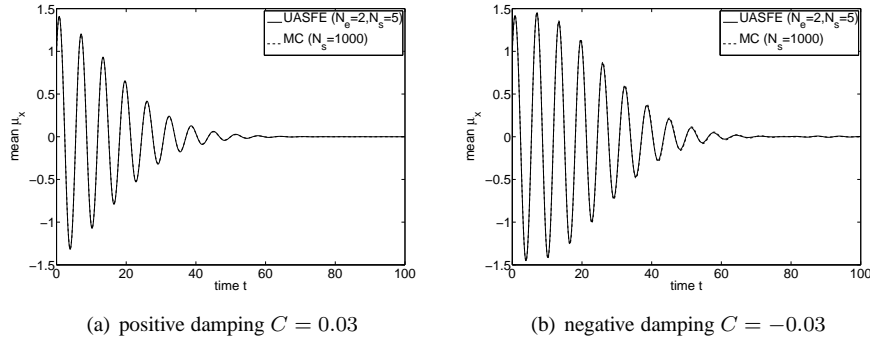 1.5
1
0.5
0
−0.5
−1
−1.5
0
20
40
60
80
100
mean μx
time t
UASFE (Ne=2,Ns=5)
MC (Ns=1000)
(a) positive damping C = 0.03
1.5
1
0.5
0
−0.5
−1
−1.5
0
20
40
60
80
100
mean μx
time t
UASFE (Ne=2,Ns=5)
MC (Ns=1000)
(b) negative damping C = −0.03